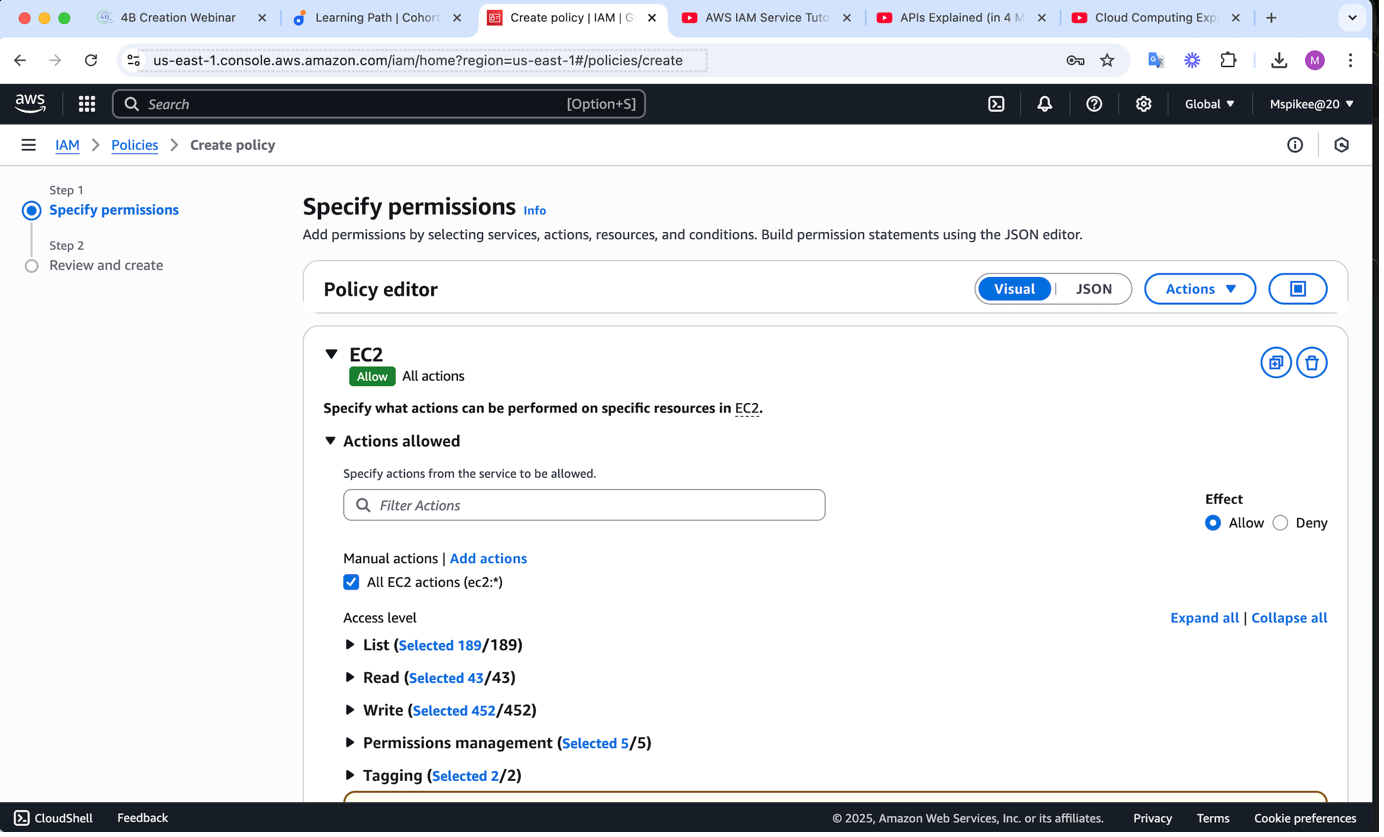 4B Creation Webinar
Learning Path | Cohort
Create policy | IAM | G
AWS IAM Service Tuto
APIs Explained (in 4 M
Cloud Computing Expl
us-east-1.console.aws.amazon.com/iam/home?region=us-east-1#/policies/create
M
aws
Search
[Option+S]
Global
Mspikee@20
IAM
Policies
Create policy
Step 1
Specify permissions
Step 2
Review and create
Specify permissions Info
Add permissions by selecting services, actions, resources, and conditions. Build permission statements using the JSON editor.
Policy editor
Visual
JSON
Actions
EC2
Allow All actions
Specify what actions can be performed on specific resources in EC2.
Actions allowed
Specify actions from the service to be allowed.
Filter Actions
Effect
Allow
Deny
Manual actions | Add actions
All EC2 actions (ec2:*)
Access level
Expand all | Collapse all
List (Selected 189/189)
Read (Selected 43/43)
Write (Selected 452/452)
Permissions management (Selected 5/5)
Tagging (Selected 2/2)
CloudShell
Feedback
© 2025, Amazon Web Services, Inc. or its affiliates.
Privacy
Terms
Cookie preferences